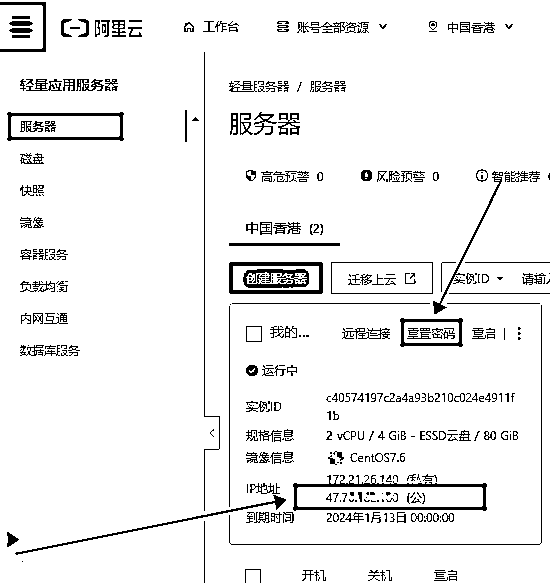 阿里云
工作台
账号全部资源
中国香港
轻量应用服务器
服务器
磁盘
快照
镜像
容器服务
负载均衡
内网互通
数据库服务
轻量服务器 / 服务器
服务器
高危预警 0
风险预警 0
智能推荐
中国香港 (2)
创建服务器
迁移上云
实例ID
请输入
我的...
远程连接
重置密码
重启
运行中
实例ID
c40574197c2a4a93b210c024e4911f
1b
规格信息
2 vCPU / 4 GiB - ESSD云盘 / 80 GiB
镜像信息
CentOS7.6
IP地址
172.21.26.140 (私有)
(公)
到期时间
2024年1月13日 00:00:00
开机
关机
重启